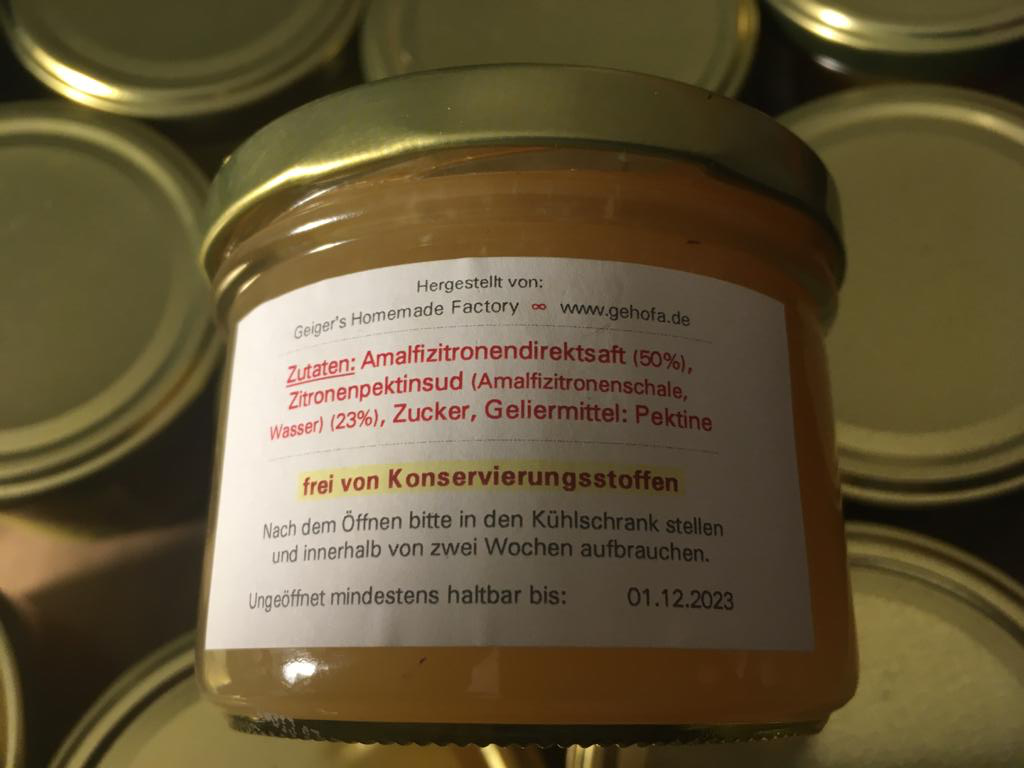 Hergestellt von:
Geiger's Homemade Factory ∞ www.gehofa.de
Zutaten: Amalfizitronendirektsaft (50%),
Zitronenpektinsud (Amalfizitronenschale,
Wasser) (23%), Zucker, Geliermittel: Pektine
frei von Konservierungsstoffen
Nach dem Öffnen bitte in den Kühlschrank stellen
und innerhalb von zwei Wochen aufbrauchen.
Ungeöffnet mindestens haltbar bis: 01.12.2023